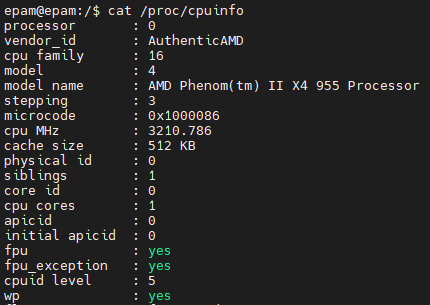 epam@epam:/$ cat /proc/cpuinfo
processor : 0
vendor_id : AuthenticAMD
cpu family : 16
model : 4
model name : AMD Phenom(tm) II X4 955 Processor
stepping : 3
microcode : 0x1000086
cpu MHz : 3210.786
cache size : 512 KB
physical id : 0
siblings : 1
core id : 0
cpu cores : 1
apicid : 0
initial apicid : 0
fpu : yes
fpu_exception : yes
cpuid level : 5
wp : yes